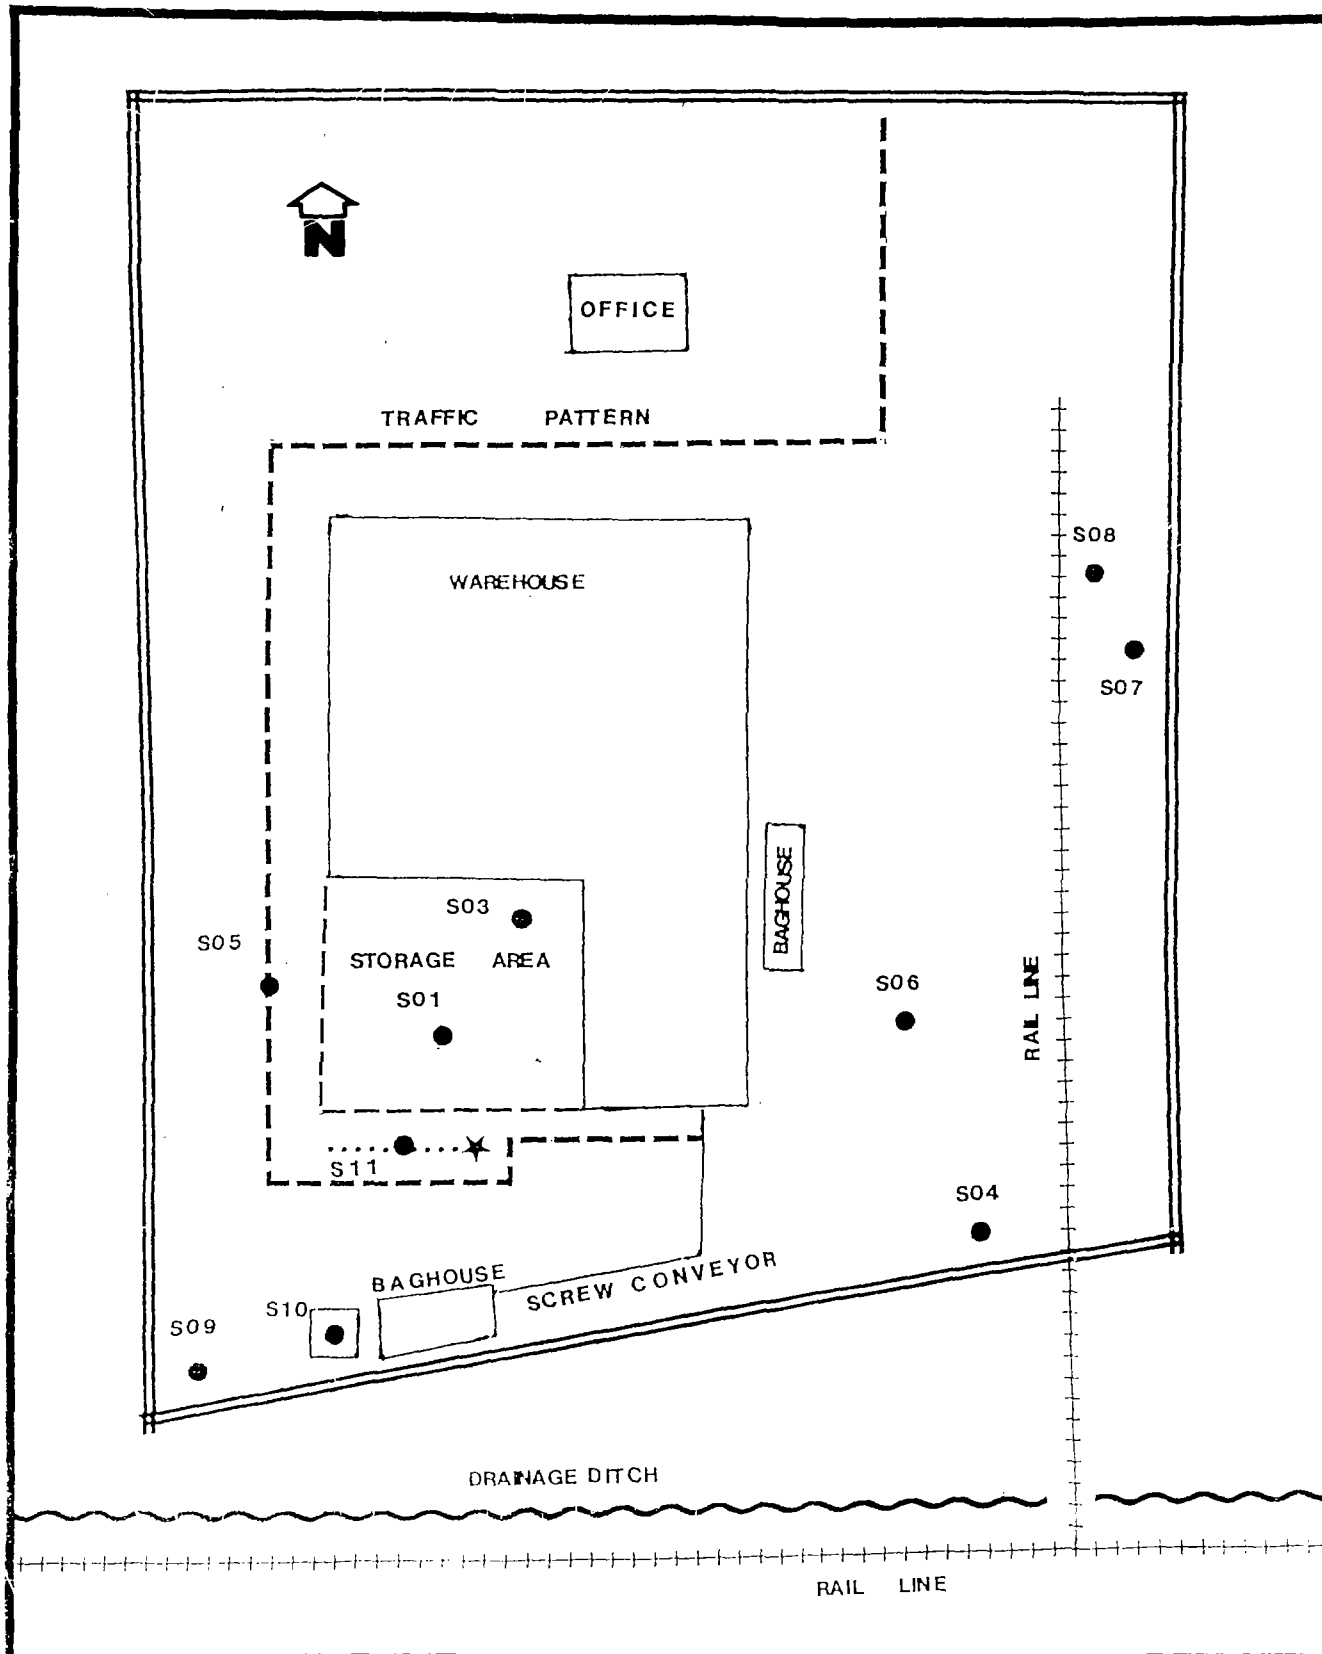 N
OFFICE
TRAFFIC PATTERN
S08
WAREHOUSE
S07
BAGHOUSE
S03
S05
STORAGE AREA
S01
S06
RAIL LINE
S11
S04
BAGHOUSE
SCREW CONVEYOR
S10
S09
DRAINAGE DITCH
RAIL LINE